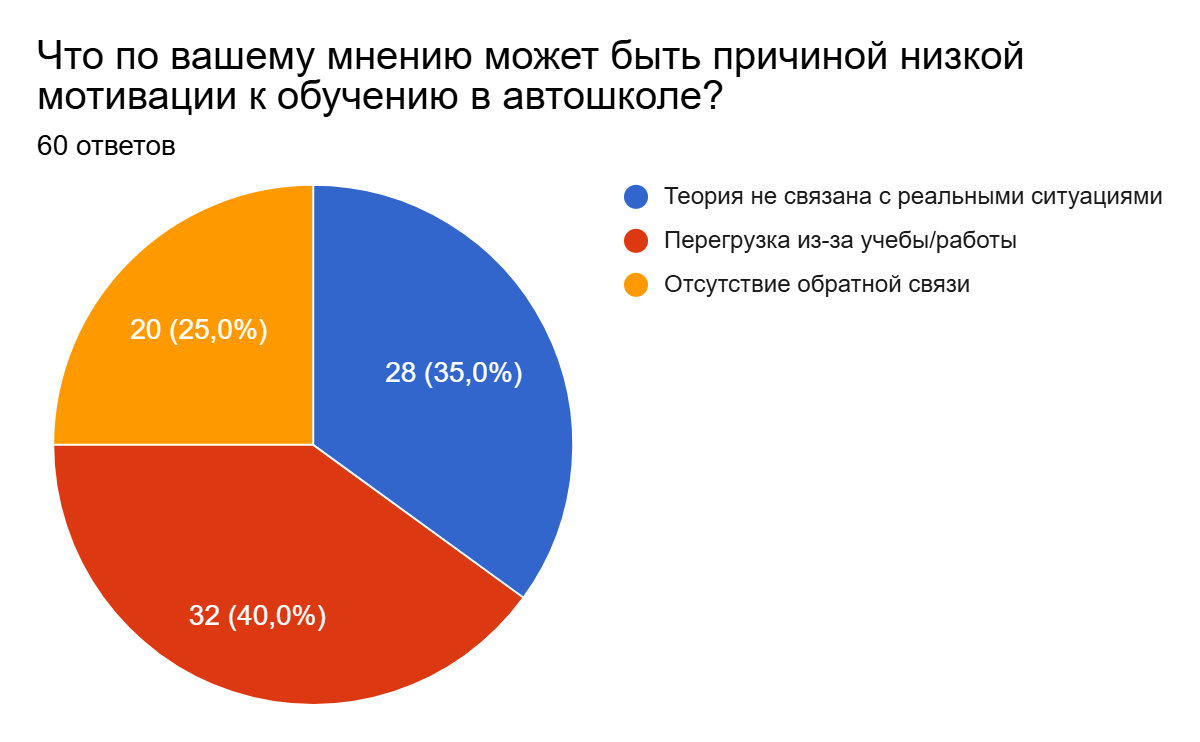 Что по вашему мнению может быть причиной низкой
мотивации к обучению в автошколе?
60 ответов
Теория не связана с реальными ситуациями
Перегрузка из-за учебы/работы
Отсутствие обратной связи
20 (25,0%)
28 (35,0%)
32 (40,0%)